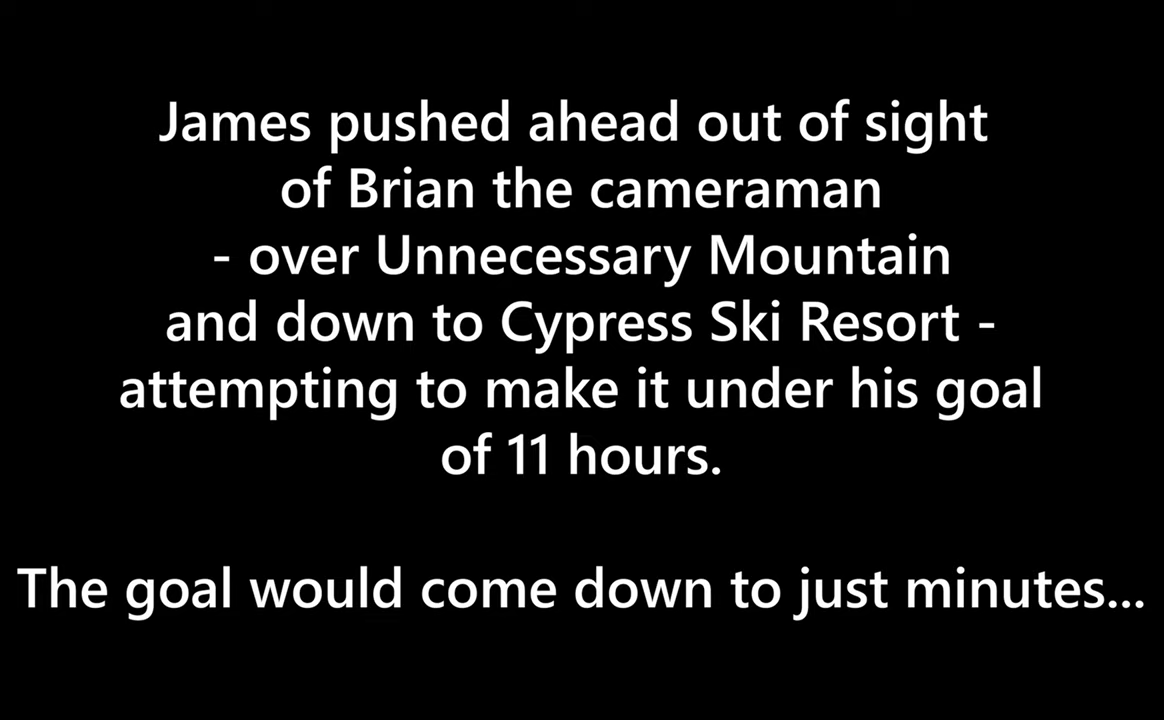 James pushed ahead out of sight
of Brian the cameraman
- over Unnecessary Mountain
and down to Cypress Ski Resort -
attempting to make it under his goal
of 11 hours.
The goal would come down to just minutes...